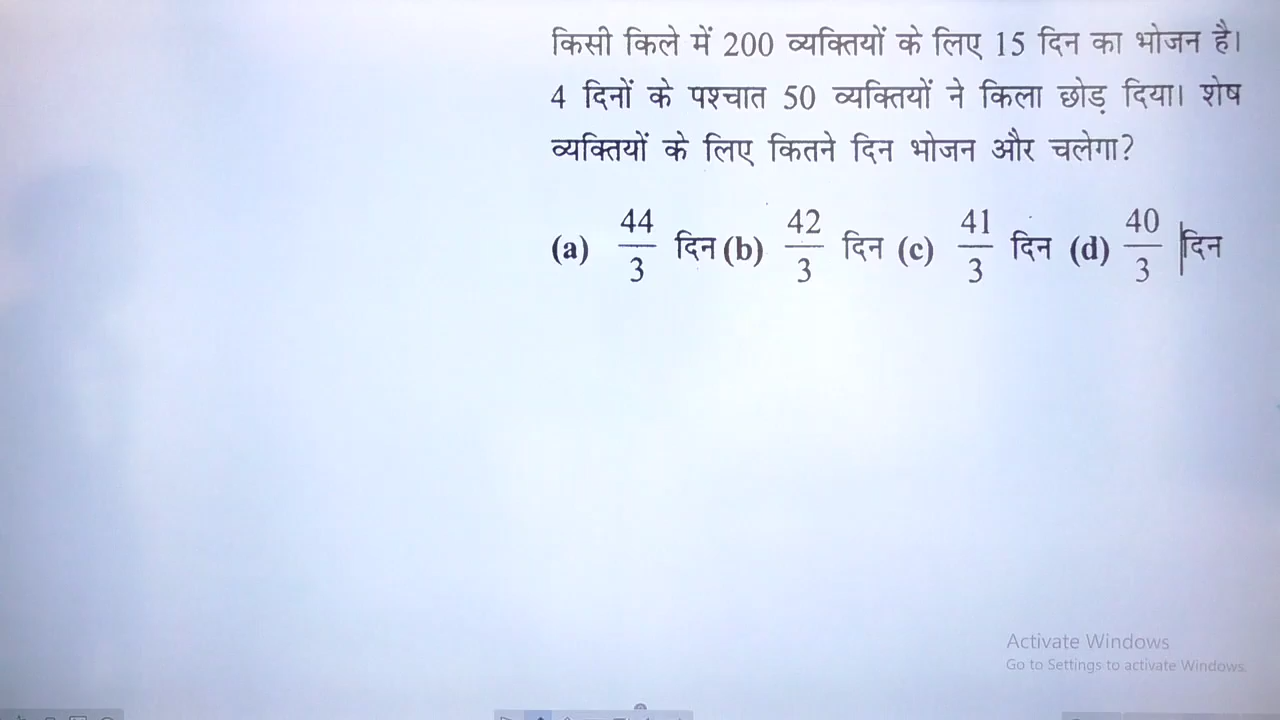 किसी किले में 200 व्यक्तियों के लिए 15 दिन का भोजन है।
4 दिनों के पश्चात 50 व्यक्तियों ने किला छोड़ दिया। शेष
व्यक्तियों के लिए कितने दिन भोजन और चलेगा?
(a) 44/3 दिन (b) 42/3 दिन (c) 41/3 दिन (d) 40/3 दिन
Activate Windows
Go to Settings to activate Windows.